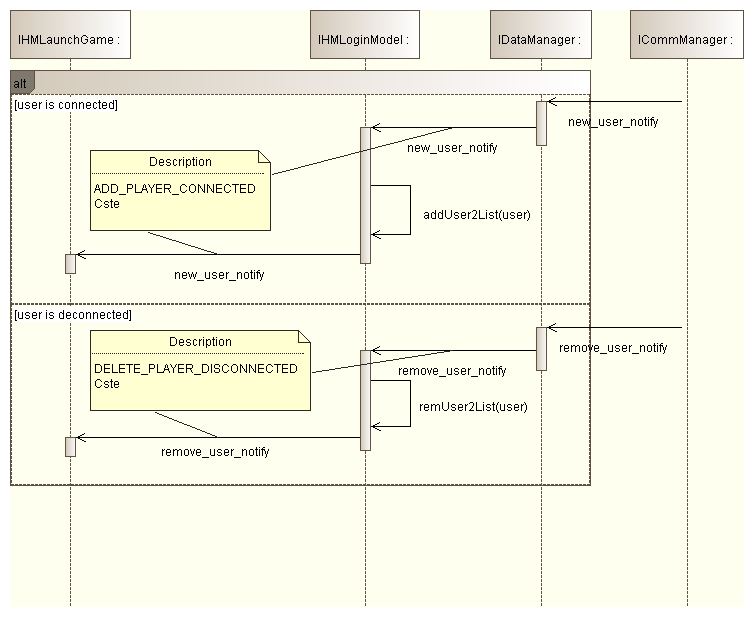 IHMLaunchGame :
IHMLoginModel :
IDataManager :
ICommManager :
alt
[user is connected]
new_user_notify
new_user_notify
Description
ADD_PLAYER_CONNECTED
Cste
addUser2List(user)
new_user_notify
[user is deconnected]
remove_user_notify
Description
DELETE_PLAYER_DISCONNECTED
Cste
remove_user_notify
remUser2List(user)
remove_user_notify